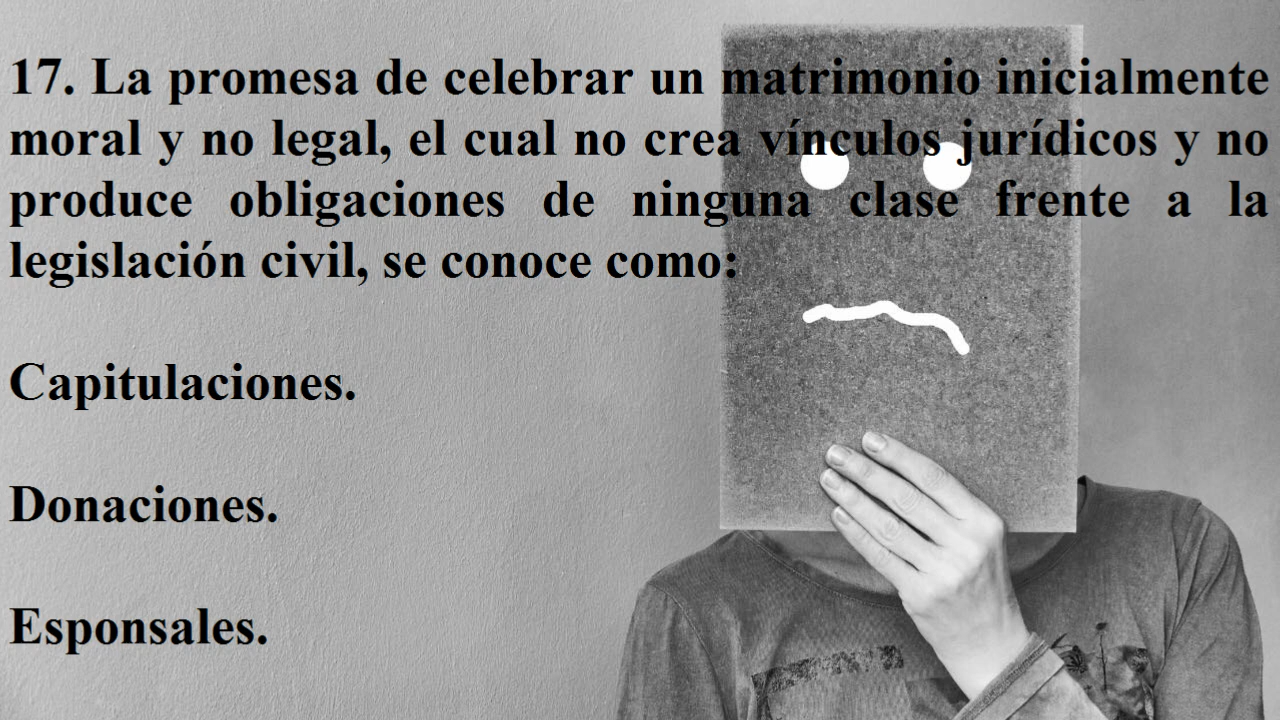 17. La promesa de celebrar un matrimonio inicialmente
moral y no legal, el cual no crea vínculos jurídicos y no
produce obligaciones de ninguna clase frente a la
legislación civil, se conoce como:
Capitulaciones.
Donaciones.
Esponsales.